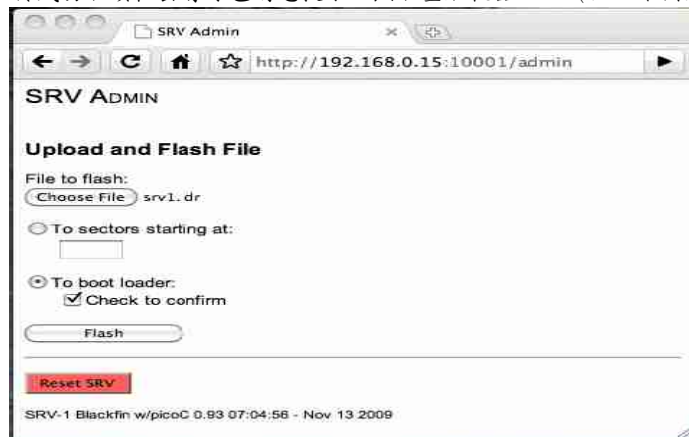 SRV Admin
http://192.168.0.15:10001/admin
SRV ADMIN
Upload and Flash File
File to flash:
Choose File srv1.dr
To sectors starting at:
To boot loader:
Check to confirm
Flash
Reset SRV
SRV-1 Blackfin w/picoC 0.93 07:04:56 - Nov 13 2009